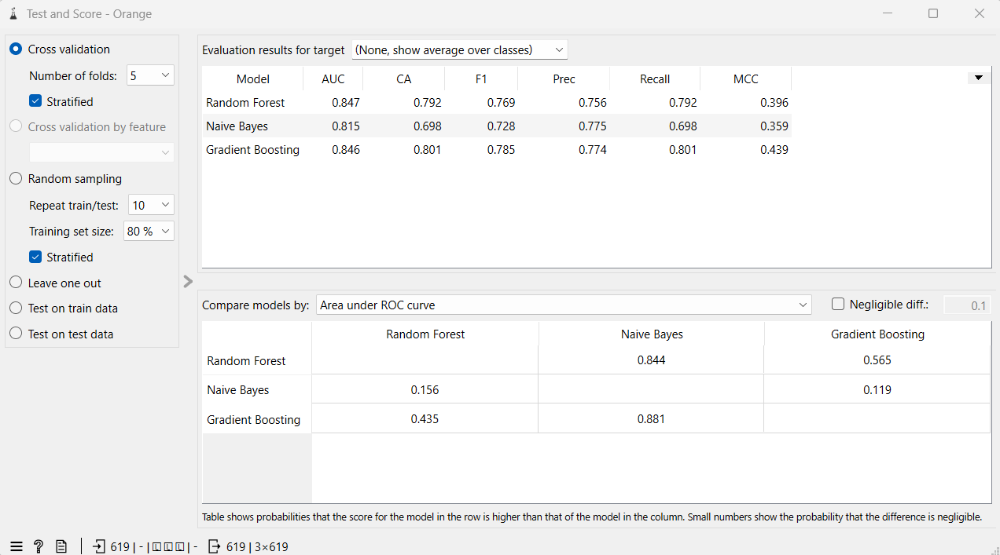 Test and Score - Orange
Cross validation
Number of folds: 5
Stratified
Cross validation by feature
Random sampling
Repeat train/test: 10
Training set size: 80 %
Stratified
Leave one out
Test on train data
Test on test data
Evaluation results for target (None, show average over classes)
Model AUC CA F1 Prec Recall MCC
Random Forest 0.847 0.792 0.769 0.756 0.792 0.396
Naive Bayes 0.815 0.698 0.728 0.775 0.698 0.359
Gradient Boosting 0.846 0.801 0.785 0.774 0.801 0.439
Compare models by: Area under ROC curve Negligible diff.: 0.1
Random Forest Naive Bayes Gradient Boosting
Random Forest 0.844 0.565
Naive Bayes 0.156 0.119
Gradient Boosting 0.435 0.881
Table shows probabilities that the score for the model in the row is higher than that of the model in the column. Small numbers show the probability that the difference is negligible.
619 | - | - 619 | 3×619